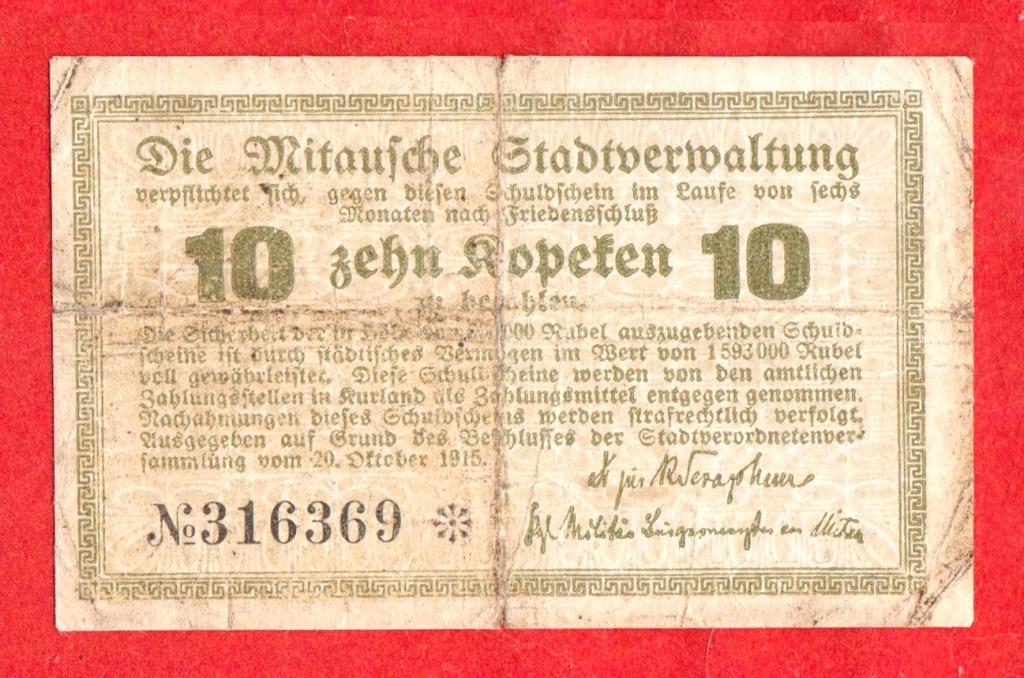 Die Mitausche Stadtverwaltung
verpflichtet sich, gegen diesen Schuldschein im Laufe von sechs
Monaten nach Friedensschluß
10 zehn Kopeken 10
zu bezahlen.
Die Sicherheit der in Höhe von 000 Rubel auszugebenden Schuld-
scheine ist durch städtisches Vermögen im Wert von 1593000 Rubel
voll gewährleistet. Diese Schuldscheine werden von den amtlichen
Zahlungsstellen in Kurland als Zahlungsmittel entgegen genommen.
Nachahmungen dieses Schuldscheins werden strafrechtlich verfolgt.
Ausgegeben auf Grund des Beschlusses der Stadtverordnetenver-
sammlung vom 20. Oktober 1915.
№316369